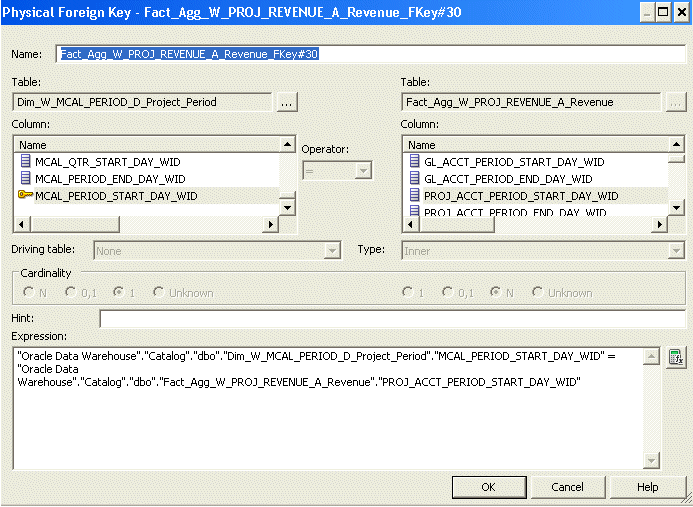 Physical Foreign Key - Fact_Agg_W_PROJ_REVENUE_A_Revenue_FKey#30
Name: Fact_Agg_W_PROJ_REVENUE_A_Revenue_FKey#30
Table: Table:
Dim_W_MCAL_PERIOD_D_Project_Period ... Fact_Agg_W_PROJ_REVENUE_A_Revenue ...
Column: Column:
Name Operator: Name
MCAL_QTR_START_DAY_WID = GL_ACCT_PERIOD_START_DAY_WID
MCAL_PERIOD_END_DAY_WID GL_ACCT_PERIOD_END_DAY_WID
MCAL_PERIOD_START_DAY_WID PROJ_ACCT_PERIOD_START_DAY_WID
PROJ_ACCT_PERIOD_END_DAY_WID
Driving table: None Type: Inner
Cardinality
N 0,1 1 Unknown 1 0,1 N Unknown
Hint:
Expression:
"Oracle Data Warehouse"."Catalog"."dbo"."Dim_W_MCAL_PERIOD_D_Project_Period"."MCAL_PERIOD_START_DAY_WID" =
"Oracle Data
Warehouse"."Catalog"."dbo"."Fact_Agg_W_PROJ_REVENUE_A_Revenue"."PROJ_ACCT_PERIOD_START_DAY_WID"
OK Cancel Help